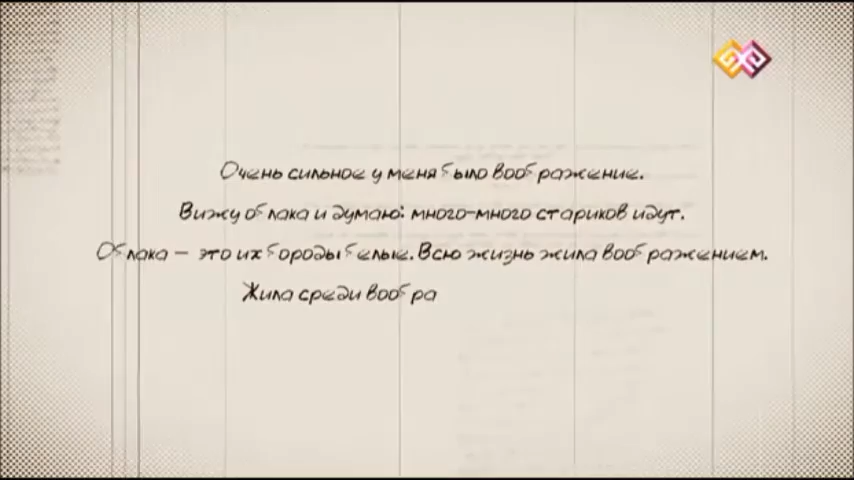 Очень сильное у меня было воображение.
Вижу облака и думаю: много-много стариков идут.
Облака – это их бороды белые. Всю жизнь жила воображением.
Жила среди вообра